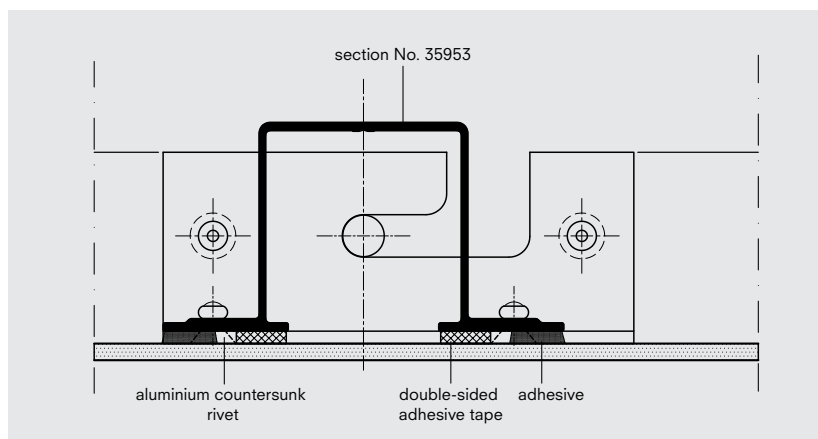 section No. 35953
aluminium countersunk
rivet
double-sided
adhesive tape
adhesive